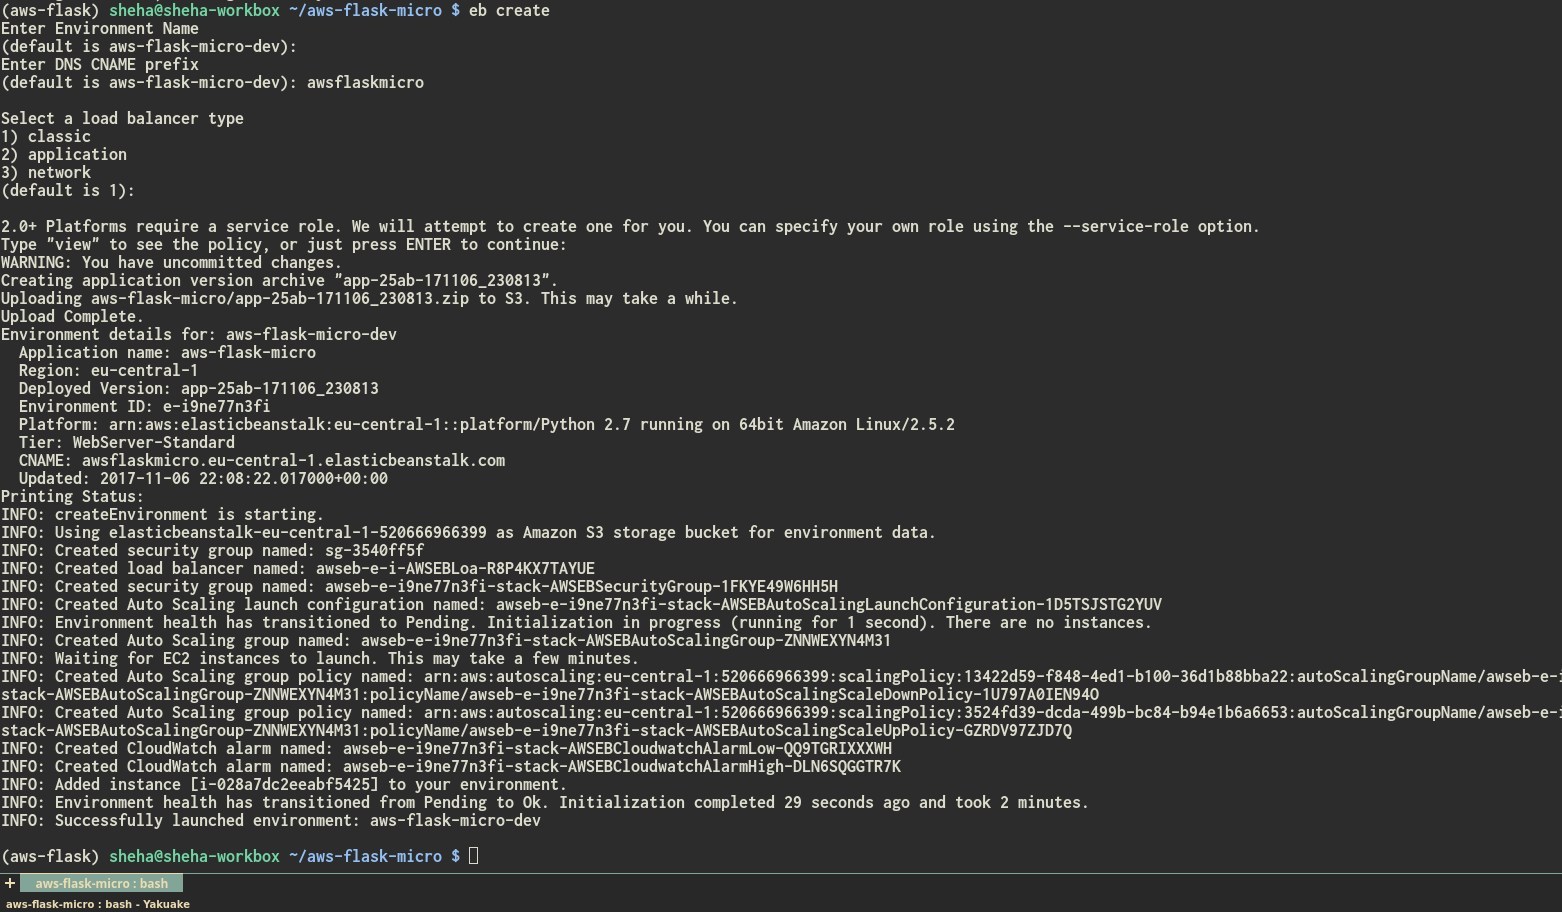 (aws-flask) sheha@sheha-workbox ~/aws-flask-micro $ eb create
Enter Environment Name
(default is aws-flask-micro-dev):
Enter DNS CNAME prefix
(default is aws-flask-micro-dev): awsflaskmicro
Select a load balancer type
1) classic
2) application
3) network
(default is 1):
2.0+ Platforms require a service role. We will attempt to create one for you. You can specify your own role using the --service-role option.
Type "view" to see the policy, or just press ENTER to continue:
WARNING: You have uncommitted changes.
Creating application version archive "app-25ab-171106_230813".
Uploading aws-flask-micro/app-25ab-171106_230813.zip to S3. This may take a while.
Upload Complete.
Environment details for: aws-flask-micro-dev
  Application name: aws-flask-micro
  Region: eu-central-1
  Deployed Version: app-25ab-171106_230813
  Environment ID: e-i9ne77n3fi
  Platform: arn:aws:elasticbeanstalk:eu-central-1::platform/Python 2.7 running on 64bit Amazon Linux/2.5.2
  Tier: WebServer-Standard
  CNAME: awsflaskmicro.eu-central-1.elasticbeanstalk.com
  Updated: 2017-11-06 22:08:22.017000+00:00
Printing Status:
INFO: createEnvironment is starting.
INFO: Using elasticbeanstalk-eu-central-1-520666966399 as Amazon S3 storage bucket for environment data.
INFO: Created security group named: sg-3540ff5f
INFO: Created load balancer named: awseb-e-i-AWSEBLoa-R8P4KX7TAYUE
INFO: Created security group named: awseb-e-i9ne77n3fi-stack-AWSEBSecurityGroup-1FKYE49W6HH5H
INFO: Created Auto Scaling launch configuration named: awseb-e-i9ne77n3fi-stack-AWSEBAutoScalingLaunchConfiguration-1D5TSJSTG2YUV
INFO: Environment health has transitioned to Pending. Initialization in progress (running for 1 second). There are no instances.
INFO: Created Auto Scaling group named: awseb-e-i9ne77n3fi-stack-AWSEBAutoScalingGroup-ZNNWEXYN4M31
INFO: Waiting for EC2 instances to launch. This may take a few minutes.
INFO: Created Auto Scaling group policy named: arn:aws:autoscaling:eu-central-1:520666966399:scalingPolicy:13422d59-f848-4ed1-b100-36d1b88bba22:autoScalingGroupName/awseb-e-i
stack-AWSEBAutoScalingGroup-ZNNWEXYN4M31:policyName/awseb-e-i9ne77n3fi-stack-AWSEBAutoScalingScaleDownPolicy-1U797A0IEN94O
INFO: Created Auto Scaling group policy named: arn:aws:autoscaling:eu-central-1:520666966399:scalingPolicy:3524fd39-dcda-499b-bc84-b94e1b6a6653:autoScalingGroupName/awseb-e-i
stack-AWSEBAutoScalingGroup-ZNNWEXYN4M31:policyName/awseb-e-i9ne77n3fi-stack-AWSEBAutoScalingScaleUpPolicy-GZRDV97ZJD7Q
INFO: Created CloudWatch alarm named: awseb-e-i9ne77n3fi-stack-AWSEBCloudwatchAlarmLow-QQ9TGRIXXXWH
INFO: Created CloudWatch alarm named: awseb-e-i9ne77n3fi-stack-AWSEBCloudwatchAlarmHigh-DLN6SQGGTR7K
INFO: Added instance [i-028a7dc2eeabf5425] to your environment.
INFO: Environment health has transitioned from Pending to Ok. Initialization completed 29 seconds ago and took 2 minutes.
INFO: Successfully launched environment: aws-flask-micro-dev
(aws-flask) sheha@sheha-workbox ~/aws-flask-micro $
+ aws-flask-micro : bash
aws-flask-micro : bash - Yakuake